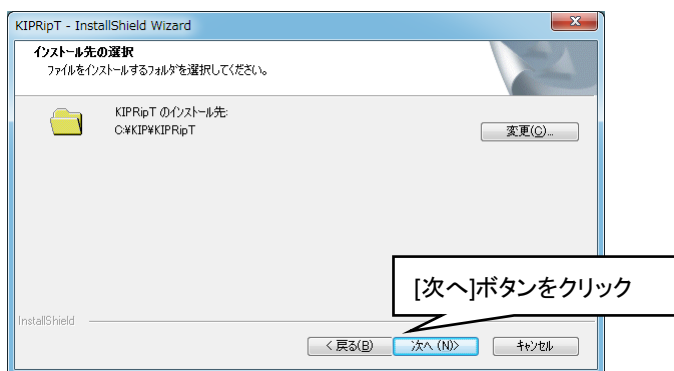 KIPRipT - InstallShield Wizard
インストール先の選択
ファイルをインストールするフォルダを選択してください。
KIPRipT のインストール先:
C:¥KIP¥KIPRipT
変更(C)...
[次へ]ボタンをクリック
InstallShield
< 戻る(B)
次へ (N)>
キャンセル